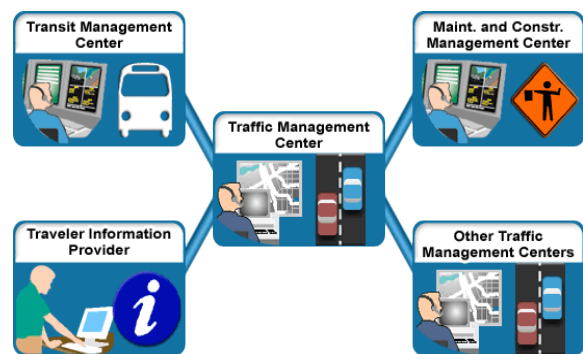 Transit Management
Center
Maint. and Constr.
Management Center
Traffic Management
Center
Traveler Information
Provider
i
Other Traffic
Management Centers